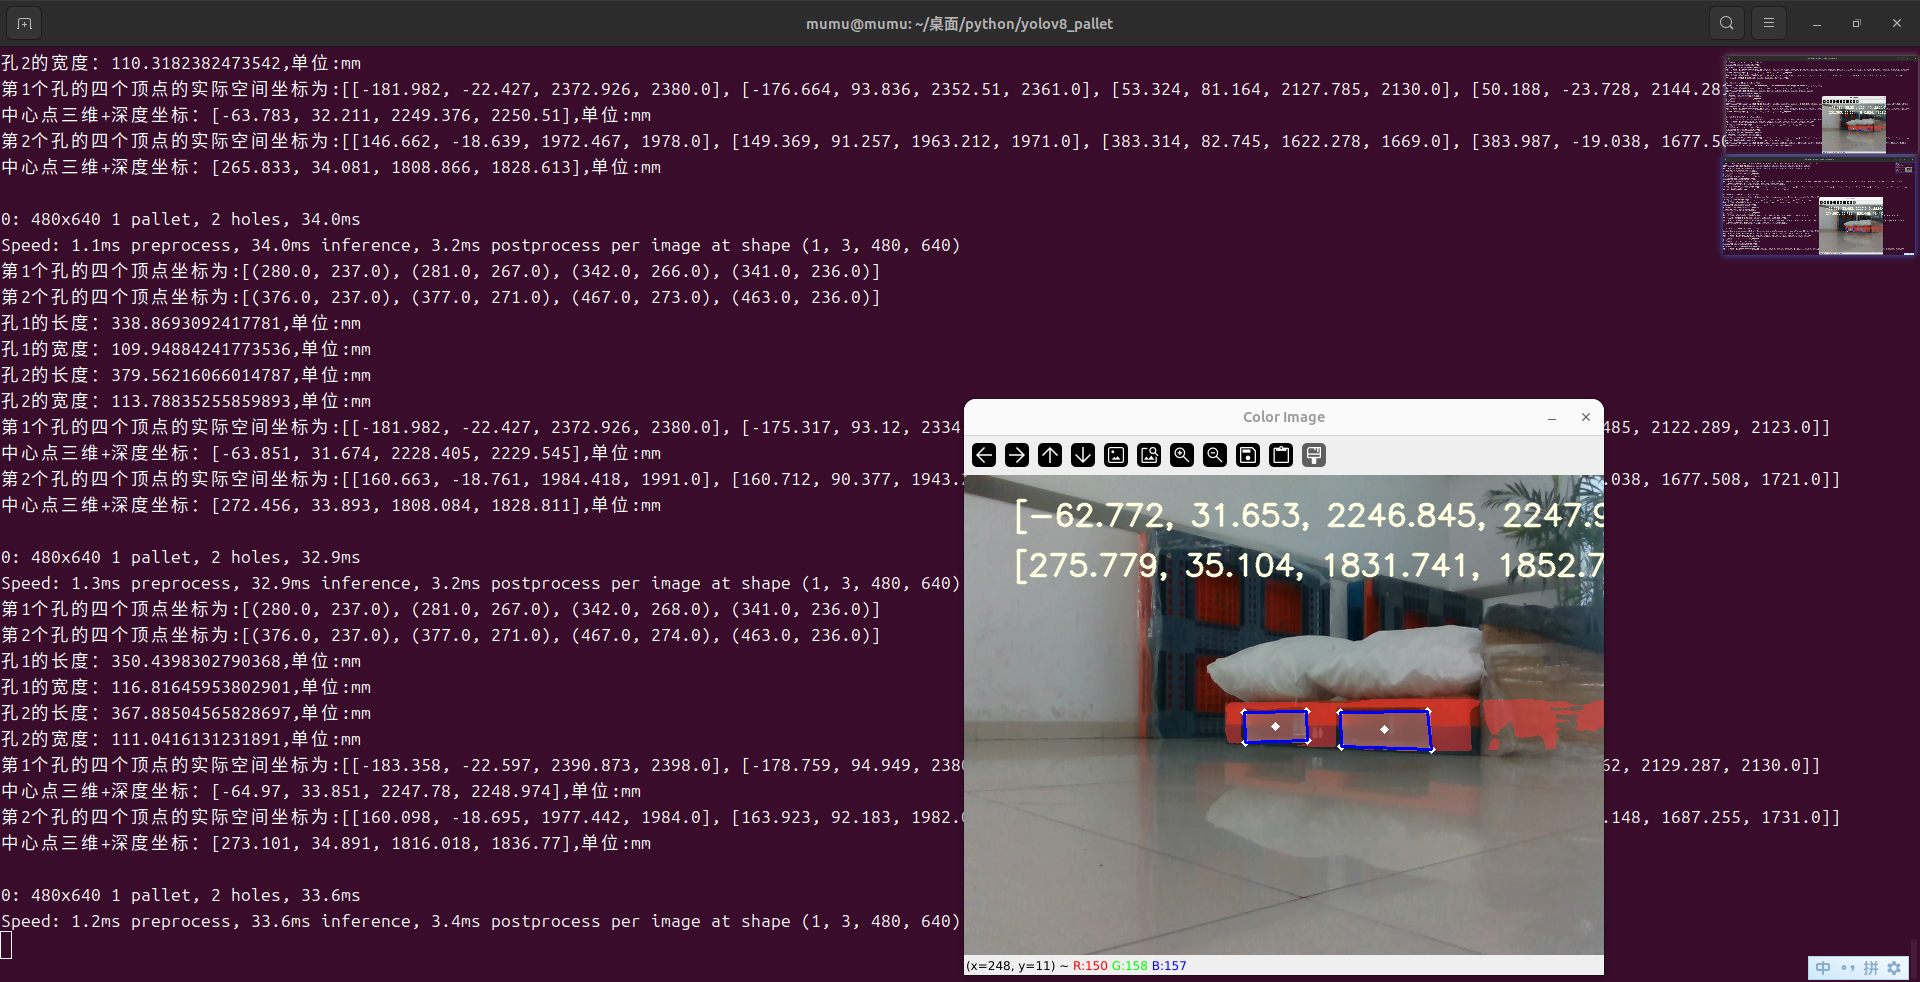 mumu@mumu: ~/桌面/python/yolov8_pallet
孔2的宽度: 110.3182382473542,单位:mm
第1个孔的四个顶点的实际空间坐标为:[[-181.982, -22.427, 2372.926, 2380.0], [-176.664, 93.836, 2352.51, 2361.0], [53.324, 81.164, 2127.785, 2130.0], [50.188, -23.728, 2144.28
中心点三维+深度坐标: [-63.783, 32.211, 2249.376, 2250.51],单位:mm
第2个孔的四个顶点的实际空间坐标为:[[146.662, -18.639, 1972.467, 1978.0], [149.369, 91.257, 1963.212, 1971.0], [383.314, 82.745, 1622.278, 1669.0], [383.987, -19.038, 1677.5
中心点三维+深度坐标: [265.833, 34.081, 1808.866, 1828.613],单位:mm
0: 480x640 1 pallet, 2 holes, 34.0ms
Speed: 1.1ms preprocess, 34.0ms inference, 3.2ms postprocess per image at shape (1, 3, 480, 640)
第1个孔的四个顶点坐标为:[(280.0, 237.0), (281.0, 267.0), (342.0, 266.0), (341.0, 236.0)]
第2个孔的四个顶点坐标为:[(376.0, 237.0), (377.0, 271.0), (467.0, 273.0), (463.0, 236.0)]
孔1的长度: 338.8693092417781,单位:mm
孔1的宽度: 109.94884241773536,单位:mm
孔2的长度: 379.56216066014787,单位:mm
孔2的宽度: 113.78835255859893,单位:mm
第1个孔的四个顶点的实际空间坐标为:[[-181.982, -22.427, 2372.926, 2380.0], [-175.317, 93.12, 2334 485, 2122.289, 2123.0]]
中心点三维+深度坐标: [-63.851, 31.674, 2228.405, 2229.545],单位:mm
第2个孔的四个顶点的实际空间坐标为:[[160.663, -18.761, 1984.418, 1991.0], [160.712, 90.377, 1943. .038, 1677.508, 1721.0]]
中心点三维+深度坐标: [272.456, 33.893, 1808.084, 1828.811],单位:mm
0: 480x640 1 pallet, 2 holes, 32.9ms
Speed: 1.3ms preprocess, 32.9ms inference, 3.2ms postprocess per image at shape (1, 3, 480, 640)
第1个孔的四个顶点坐标为:[(280.0, 237.0), (281.0, 267.0), (342.0, 268.0), (341.0, 236.0)]
第2个孔的四个顶点坐标为:[(376.0, 237.0), (377.0, 271.0), (467.0, 274.0), (463.0, 236.0)]
孔1的长度: 350.4398302790368,单位:mm
孔1的宽度: 116.81645953802901,单位:mm
孔2的长度: 367.88504565828697,单位:mm
孔2的宽度: 111.0416131231891,单位:mm
第1个孔的四个顶点的实际空间坐标为:[[-183.358, -22.597, 2390.873, 2398.0], [-178.759, 94.949, 238 62, 2129.287, 2130.0]]
中心点三维+深度坐标: [-64.97, 33.851, 2247.78, 2248.974],单位:mm
第2个孔的四个顶点的实际空间坐标为:[[160.098, -18.695, 1977.442, 1984.0], [163.923, 92.183, 1982. .148, 1687.255, 1731.0]]
中心点三维+深度坐标: [273.101, 34.891, 1816.018, 1836.77],单位:mm
0: 480x640 1 pallet, 2 holes, 33.6ms
Speed: 1.2ms preprocess, 33.6ms inference, 3.4ms postprocess per image at shape (1, 3, 480, 640)
Color Image
[-62.772, 31.653, 2246.845, 2247.9
[275.779, 35.104, 1831.741, 1852.7
(x=248, y=11) ~ R:150 G:158 B:157
中 拼